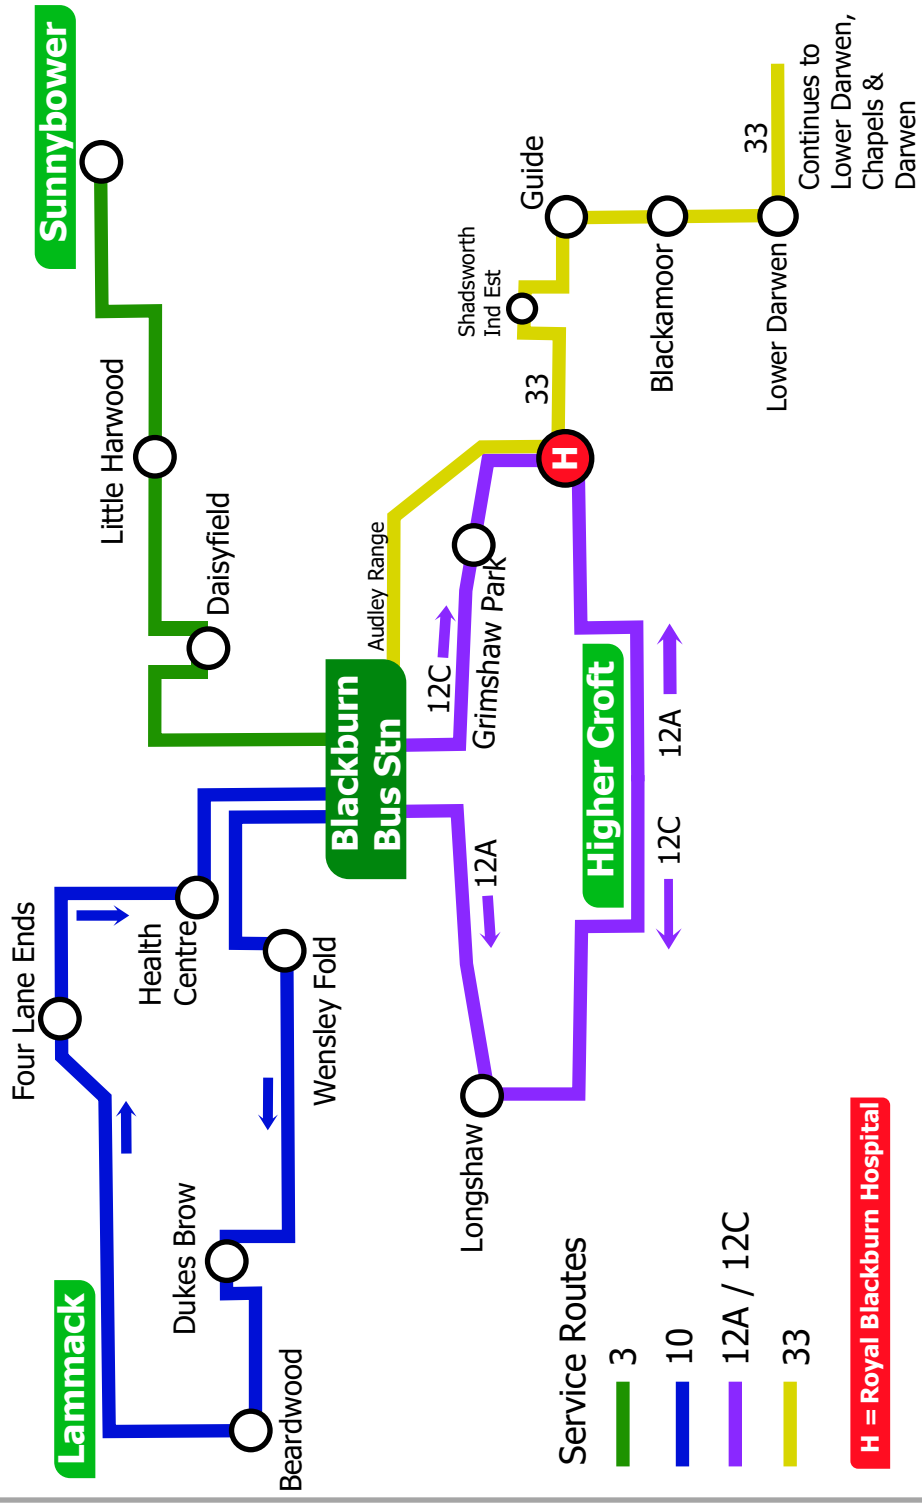 Sunnybower
Little Harwood
Daisyfield
Four Lane Ends
Health
Centre
Lammack
Dukes Brow
Beardwood
Wensley Fold
Blackburn
Bus Stn
Audley Range
12C
Grimshaw Park
12A
Longshaw
Higher Croft
12C
12A
H
33
Shadsworth
Ind Est
Guide
Blackamoor
Lower Darwen
33
Continues to
Lower Darwen,
Chapels &
Darwen
Service Routes
3
10
12A / 12C
33
H = Royal Blackburn Hospital